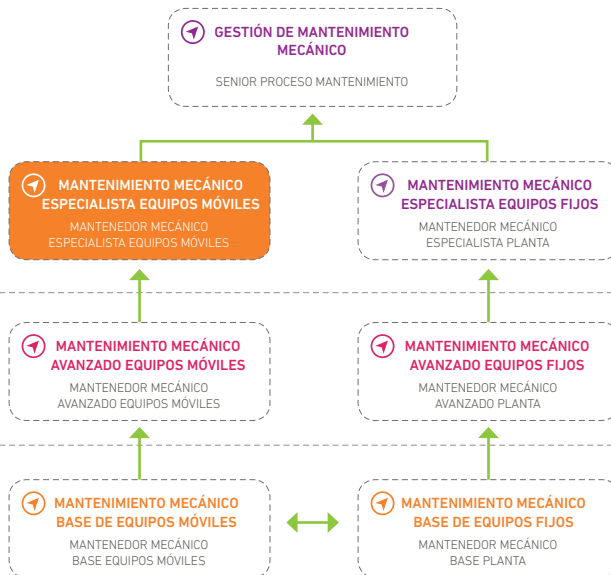 GESTIÓN DE MANTENIMIENTO
MECÁNICO
SENIOR PROCESO MANTENIMIENTO
MANTENIMIENTO MECÁNICO
ESPECIALISTA EQUIPOS MÓVILES
MANTENEDOR MECÁNICO
ESPECIALISTA EQUIPOS MÓVILES
MANTENIMIENTO MECÁNICO
ESPECIALISTA EQUIPOS FIJOS
MANTENEDOR MECÁNICO
ESPECIALISTA PLANTA
MANTENIMIENTO MECÁNICO
AVANZADO EQUIPOS MÓVILES
MANTENEDOR MECÁNICO
AVANZADO EQUIPOS MÓVILES
MANTENIMIENTO MECÁNICO
AVANZADO EQUIPOS FIJOS
MANTENEDOR MECÁNICO
AVANZADO PLANTA
MANTENIMIENTO MECÁNICO
BASE DE EQUIPOS MÓVILES
MANTENEDOR MECÁNICO
BASE EQUIPOS MÓVILES
MANTENIMIENTO MECÁNICO
BASE DE EQUIPOS FIJOS
MANTENEDOR MECÁNICO
BASE PLANTA